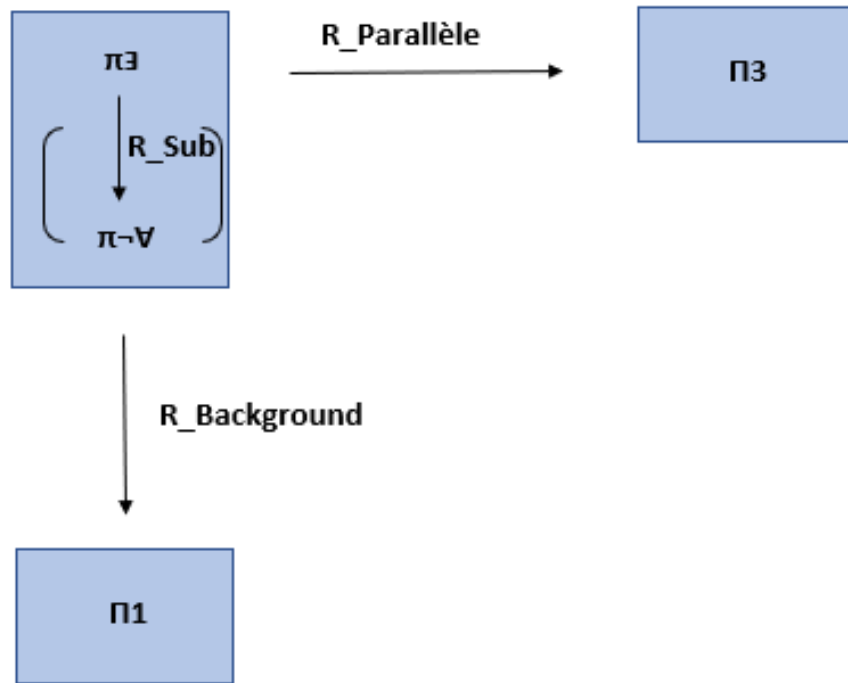 π∃
R_Sub
π¬∀
R_Parallèle
Π3
R_Background
Π1